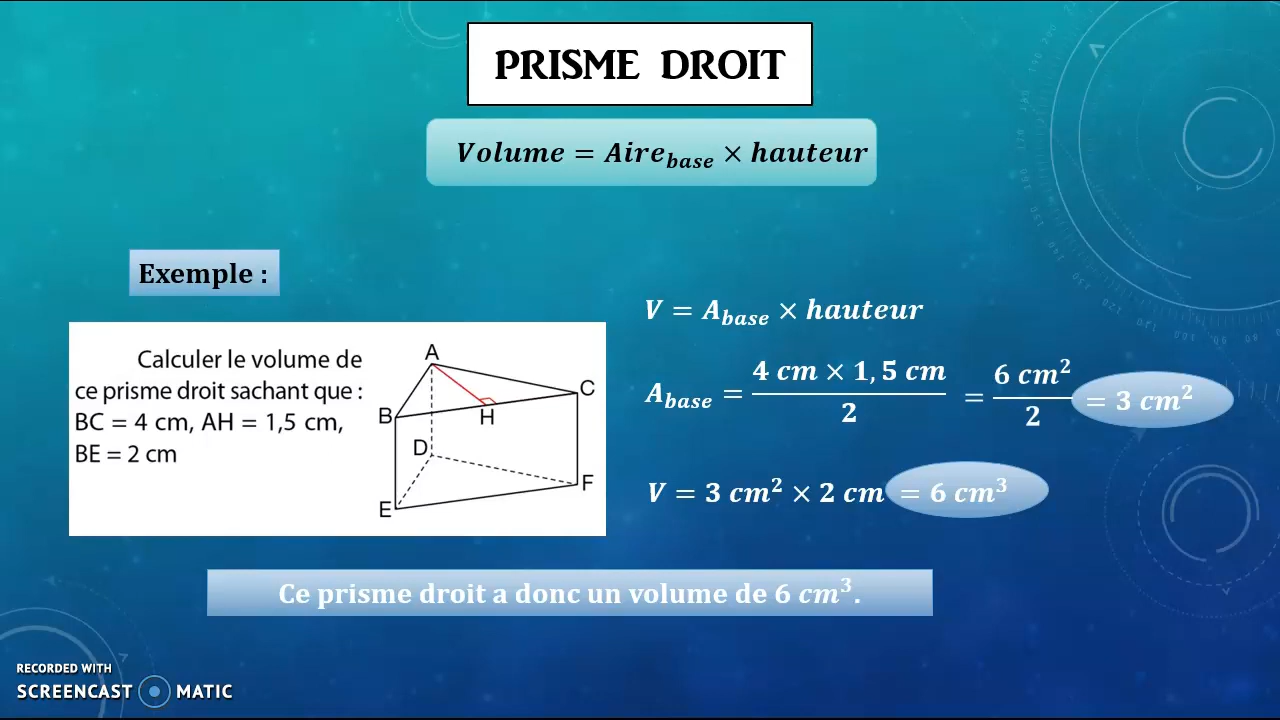 PRISME DROIT
Volume = Aire_base × hauteur
Exemple :
Calculer le volume de
ce prisme droit sachant que :
BC = 4 cm, AH = 1,5 cm,
BE = 2 cm
A
C
B
H
D
F
E
V = A_base × hauteur
A_base = (4 cm × 1,5 cm)/2 = (6 cm²)/2 = 3 cm²
V = 3 cm² × 2 cm = 6 cm³
Ce prisme droit a donc un volume de 6 cm³.
RECORDED WITH
SCREENCAST MATIC